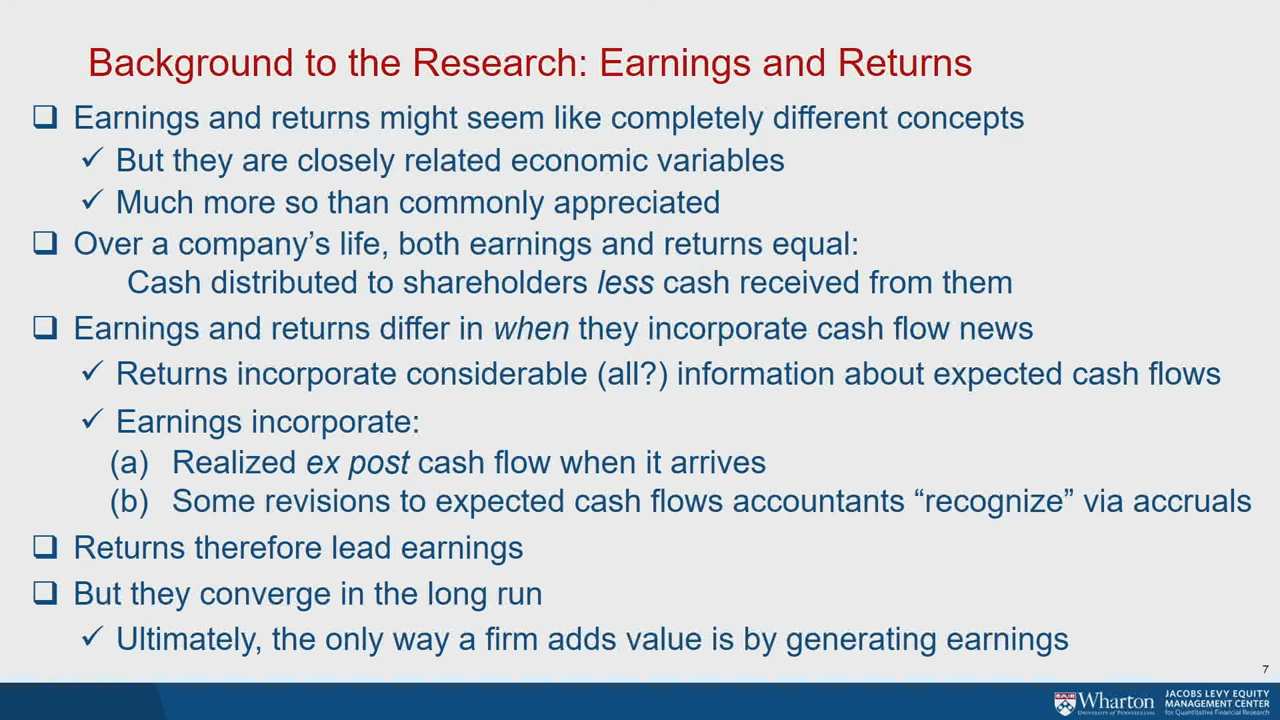 Background to the Research: Earnings and Returns
Earnings and returns might seem like completely different concepts
But they are closely related economic variables
Much more so than commonly appreciated
Over a company's life, both earnings and returns equal:
Cash distributed to shareholders less cash received from them
Earnings and returns differ in when they incorporate cash flow news
Returns incorporate considerable (all?) information about expected cash flows
Earnings incorporate:
(a) Realized ex post cash flow when it arrives
(b) Some revisions to expected cash flows accountants “recognize” via accruals
Returns therefore lead earnings
But they converge in the long run
Ultimately, the only way a firm adds value is by generating earnings
7
Wharton
UNIVERSITY of PENNSYLVANIA
JACOBS LEVY EQUITY
MANAGEMENT CENTER
for Quantitative Financial Research